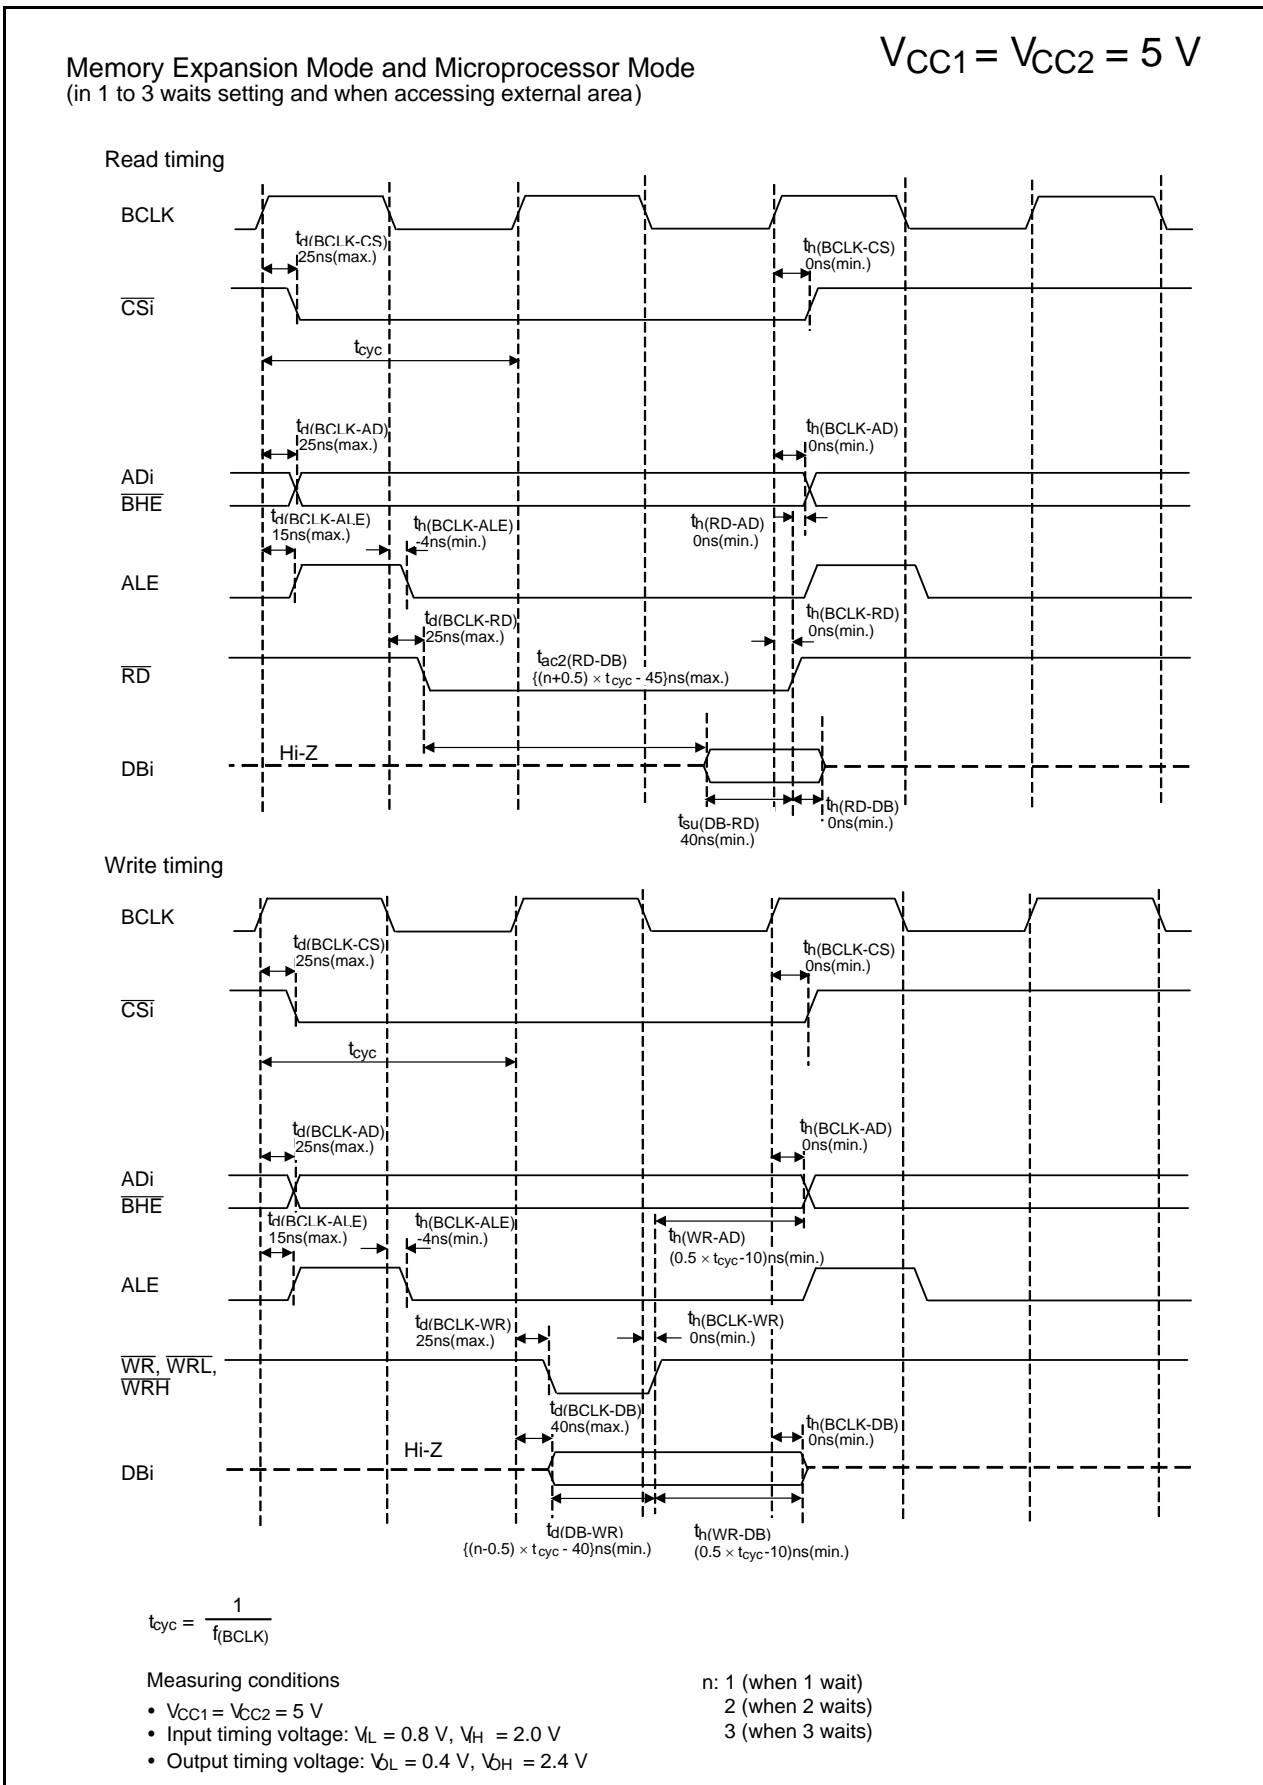 VCC1 = VCC2 = 5 V
Memory Expansion Mode and Microprocessor Mode
(in 1 to 3 waits setting and when accessing external area)
Read timing
BCLK
td(BCLK-CS)
25ns(max.)
th(BCLK-CS)
0ns(min.)
CSi
tcyc
td(BCLK-AD)
25ns(max.)
th(BCLK-AD)
0ns(min.)
ADi
BHE
td(BCLK-ALE)
15ns(max.)
th(BCLK-ALE)
-4ns(min.)
th(RD-AD)
0ns(min.)
ALE
td(BCLK-RD)
25ns(max.)
th(BCLK-RD)
0ns(min.)
RD
tac2(RD-DB)
{(n+0.5) × tcyc - 45}ns(max.)
Hi-Z
DBi
tsu(DB-RD)
40ns(min.)
th(RD-DB)
0ns(min.)
Write timing
BCLK
td(BCLK-CS)
25ns(max.)
th(BCLK-CS)
0ns(min.)
CSi
tcyc
td(BCLK-AD)
25ns(max.)
th(BCLK-AD)
0ns(min.)
ADi
BHE
td(BCLK-ALE)
15ns(max.)
th(BCLK-ALE)
-4ns(min.)
th(WR-AD)
(0.5 × tcyc-10)ns(min.)
ALE
td(BCLK-WR)
25ns(max.)
th(BCLK-WR)
0ns(min.)
WR, WRL,
WRH
td(BCLK-DB)
40ns(max.)
th(BCLK-DB)
0ns(min.)
Hi-Z
DBi
td(DB-WR)
{(n-0.5) × tcyc - 40}ns(min.)
th(WR-DB)
(0.5 × tcyc-10)ns(min.)
tcyc = 1
f(BCLK)
Measuring conditions
• VCC1 = VCC2 = 5 V
• Input timing voltage: VIL = 0.8 V, VIH = 2.0 V
• Output timing voltage: VOL = 0.4 V, VOH = 2.4 V
n: 1 (when 1 wait)
2 (when 2 waits)
3 (when 3 waits)